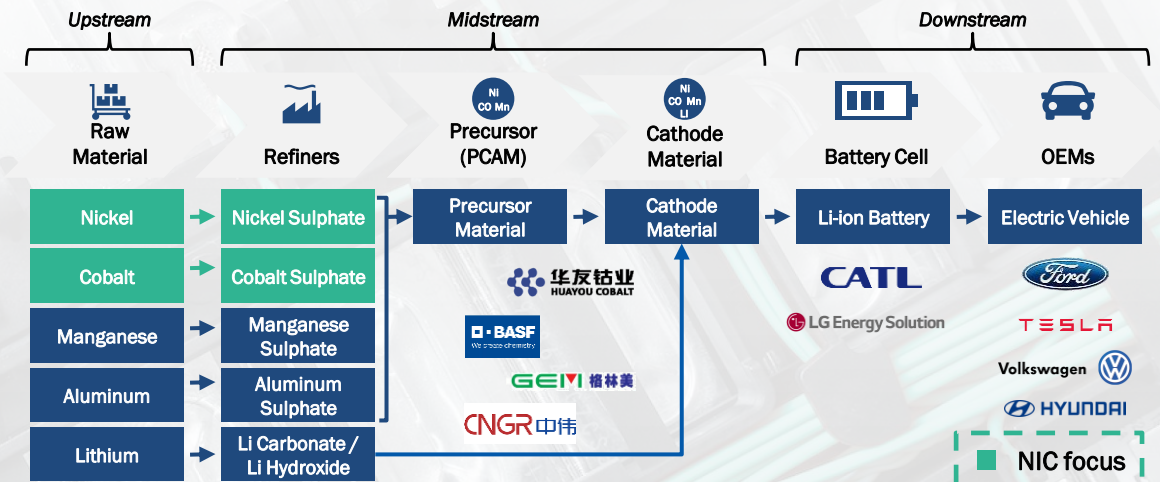 Upstream
Midstream
Downstream
Ni
CO Mn
Ni
CO Mn
LI
Raw
Material
Refiners
Precursor
(PCAM)
Cathode
Material
Battery Cell
OEMs
Nickel
Nickel Sulphate
Precursor
Material
Cathode
Material
Li-ion Battery
Electric Vehicle
Cobalt
Cobalt Sulphate
Manganese
Manganese
Sulphate
Aluminum
Aluminum
Sulphate
Lithium
Li Carbonate /
Li Hydroxide
华友钴业
HUAYOU COBALT
BASF
We create chemistry
GEM 格林美
CNGR 中伟
CATL
LG Energy Solution
Ford
TESLA
Volkswagen
HYUNDAI
NIC focus